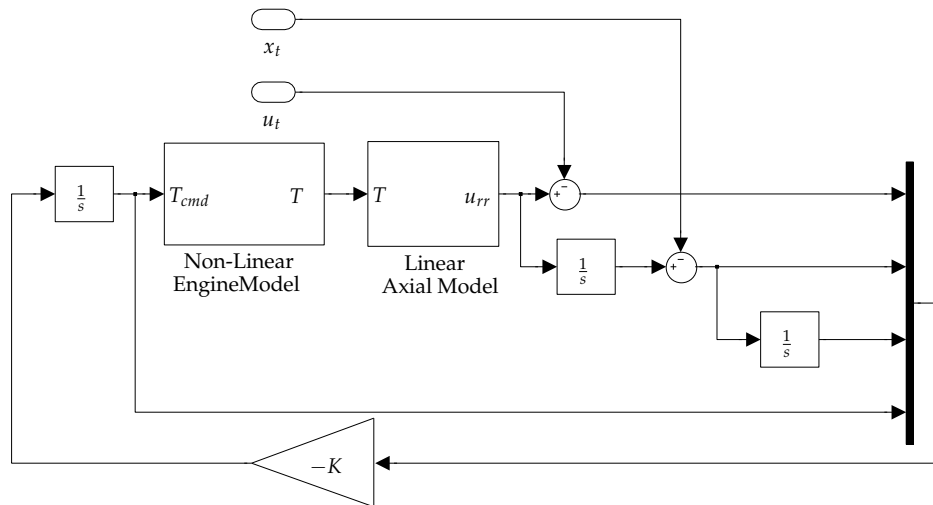 x_t
u_t
1/s
T_cmd
T
T
u_rr
+
−
Non-Linear
EngineModel
Linear
Axial Model
1/s
+
−
1/s
−K